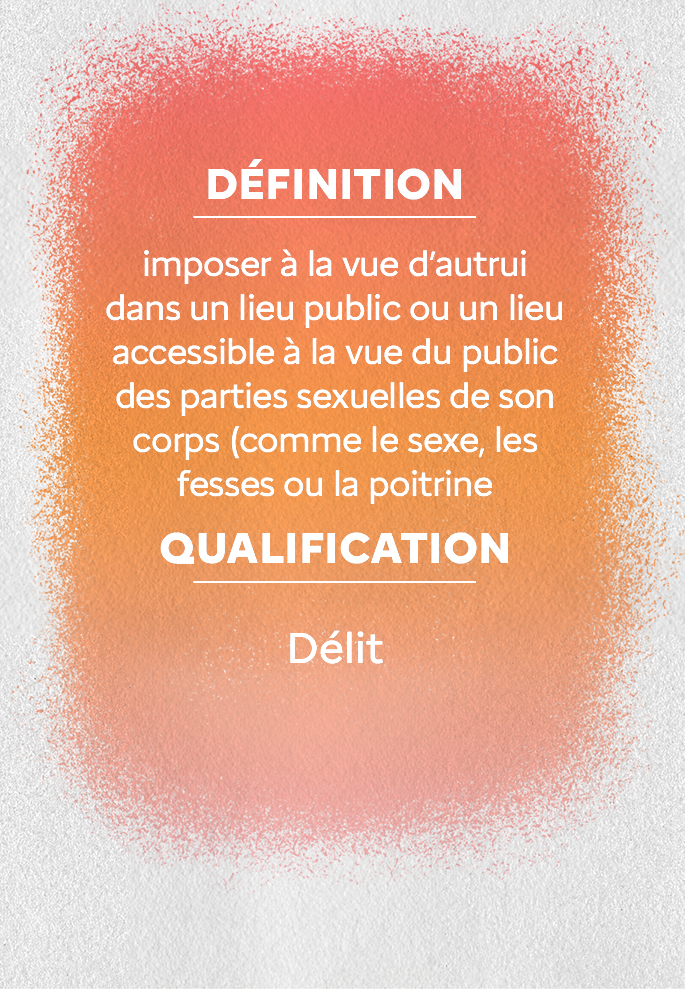 DÉFINITION
imposer à la vue d’autrui
dans un lieu public ou un lieu
accessible à la vue du public
des parties sexuelles de son
corps (comme le sexe, les
fesses ou la poitrine
QUALIFICATION
Délit